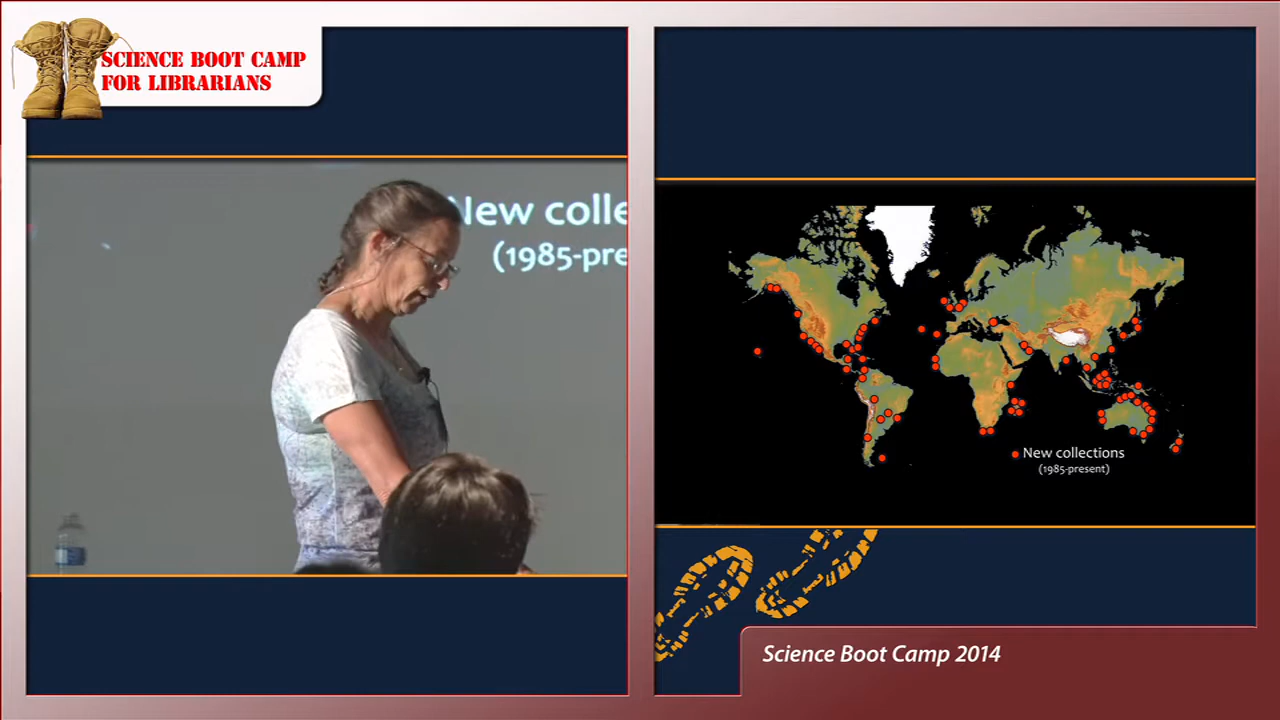 SCIENCE BOOT CAMP
FOR LIBRARIANS
New colle
(1985-pre
New collections
(1985-present)
Science Boot Camp 2014